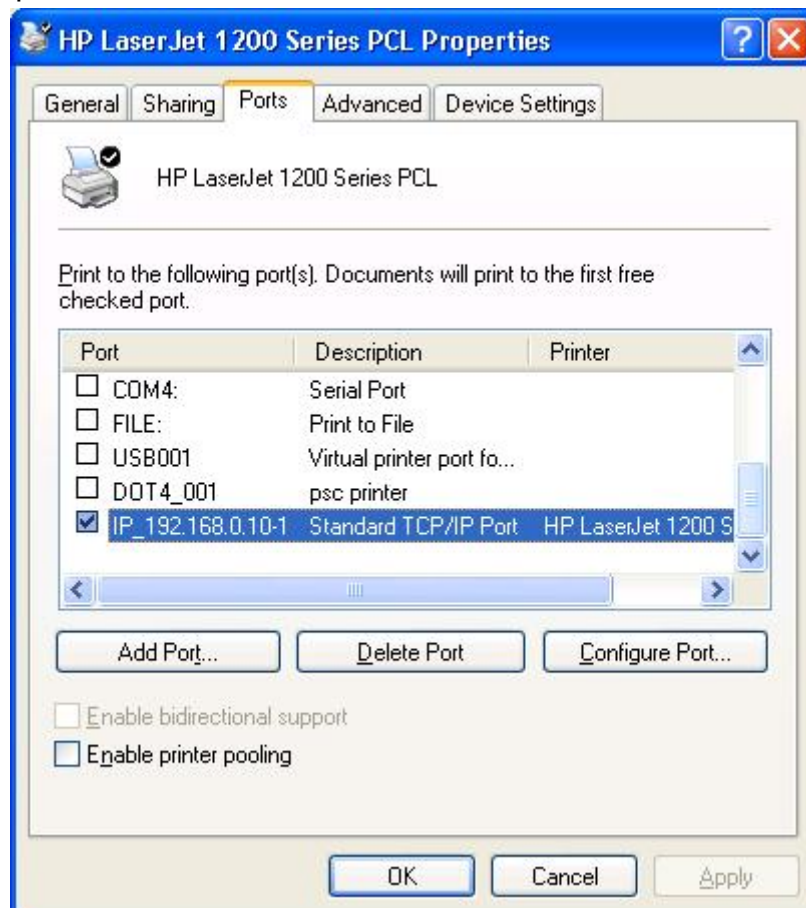 HP LaserJet 1200 Series PCL Properties
General Sharing Ports Advanced Device Settings
HP LaserJet 1200 Series PCL
Print to the following port(s). Documents will print to the first free
checked port.
Port Description Printer
COM4: Serial Port
FILE: Print to File
USB001 Virtual printer port fo...
DOT4_001 psc printer
IP_192.168.0.10-1 Standard TCP/IP Port HP LaserJet 1200 S
Add Port... Delete Port Configure Port...
Enable bidirectional support
Enable printer pooling
OK Cancel Apply